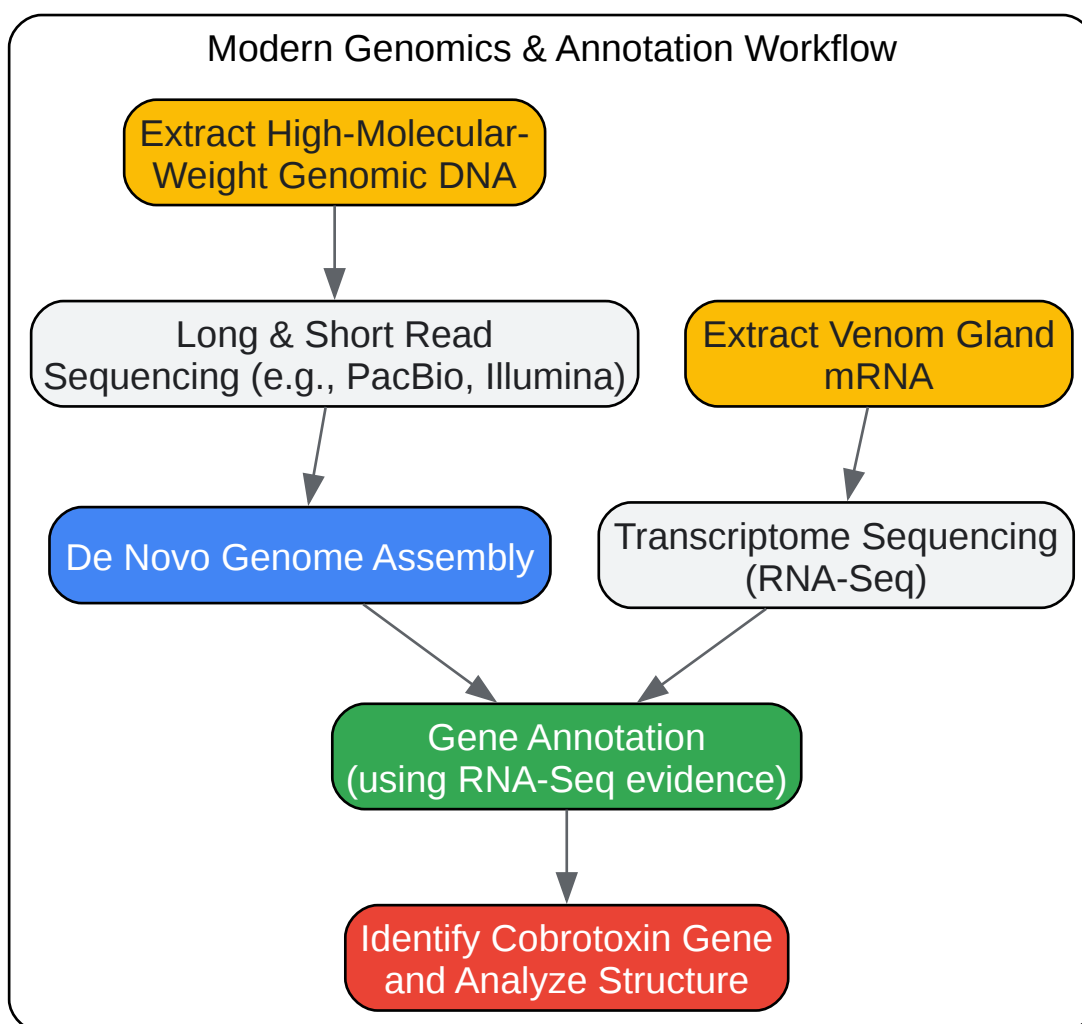 Modern Genomics & Annotation Workflow
Extract High-Molecular-
Weight Genomic DNA
Long & Short Read
Sequencing (e.g., PacBio, Illumina)
Extract Venom Gland
mRNA
De Novo Genome Assembly
Transcriptome Sequencing
(RNA-Seq)
Gene Annotation
(using RNA-Seq evidence)
Identify Cobrotoxin Gene
and Analyze Structure